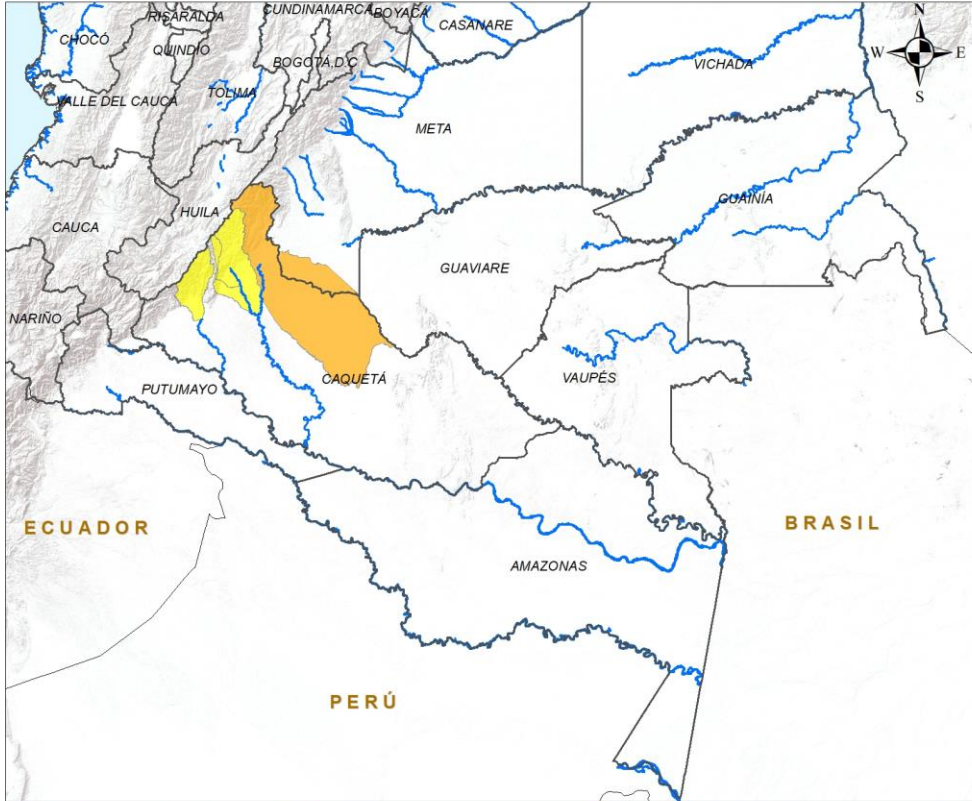 CUNDINAMARCA
BOYACÁ
RISARALDA
CASANARE
N
CHOCÓ
QUINDÍO
W
E
BOGOTÁ, D.C
VICHADA
S
TOLIMA
VALLE DEL CAUCA
META
GUAINÍA
HUILA
CAUCA
GUAVIARE
NARIÑO
CAQUETÁ
VAUPÉS
PUTUMAYO
ECUADOR
BRASIL
AMAZONAS
PERÚ